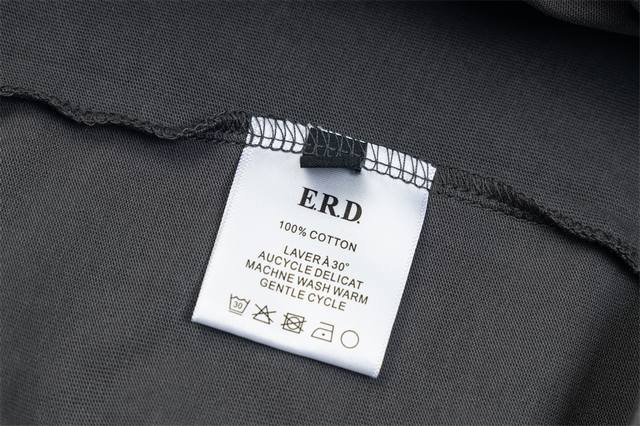 E.R.D.
100% COTTON
LAVER À 30°
AUCYCLE DELICAT
MACHNE WASH WARM
GENTLE CYCLE
30